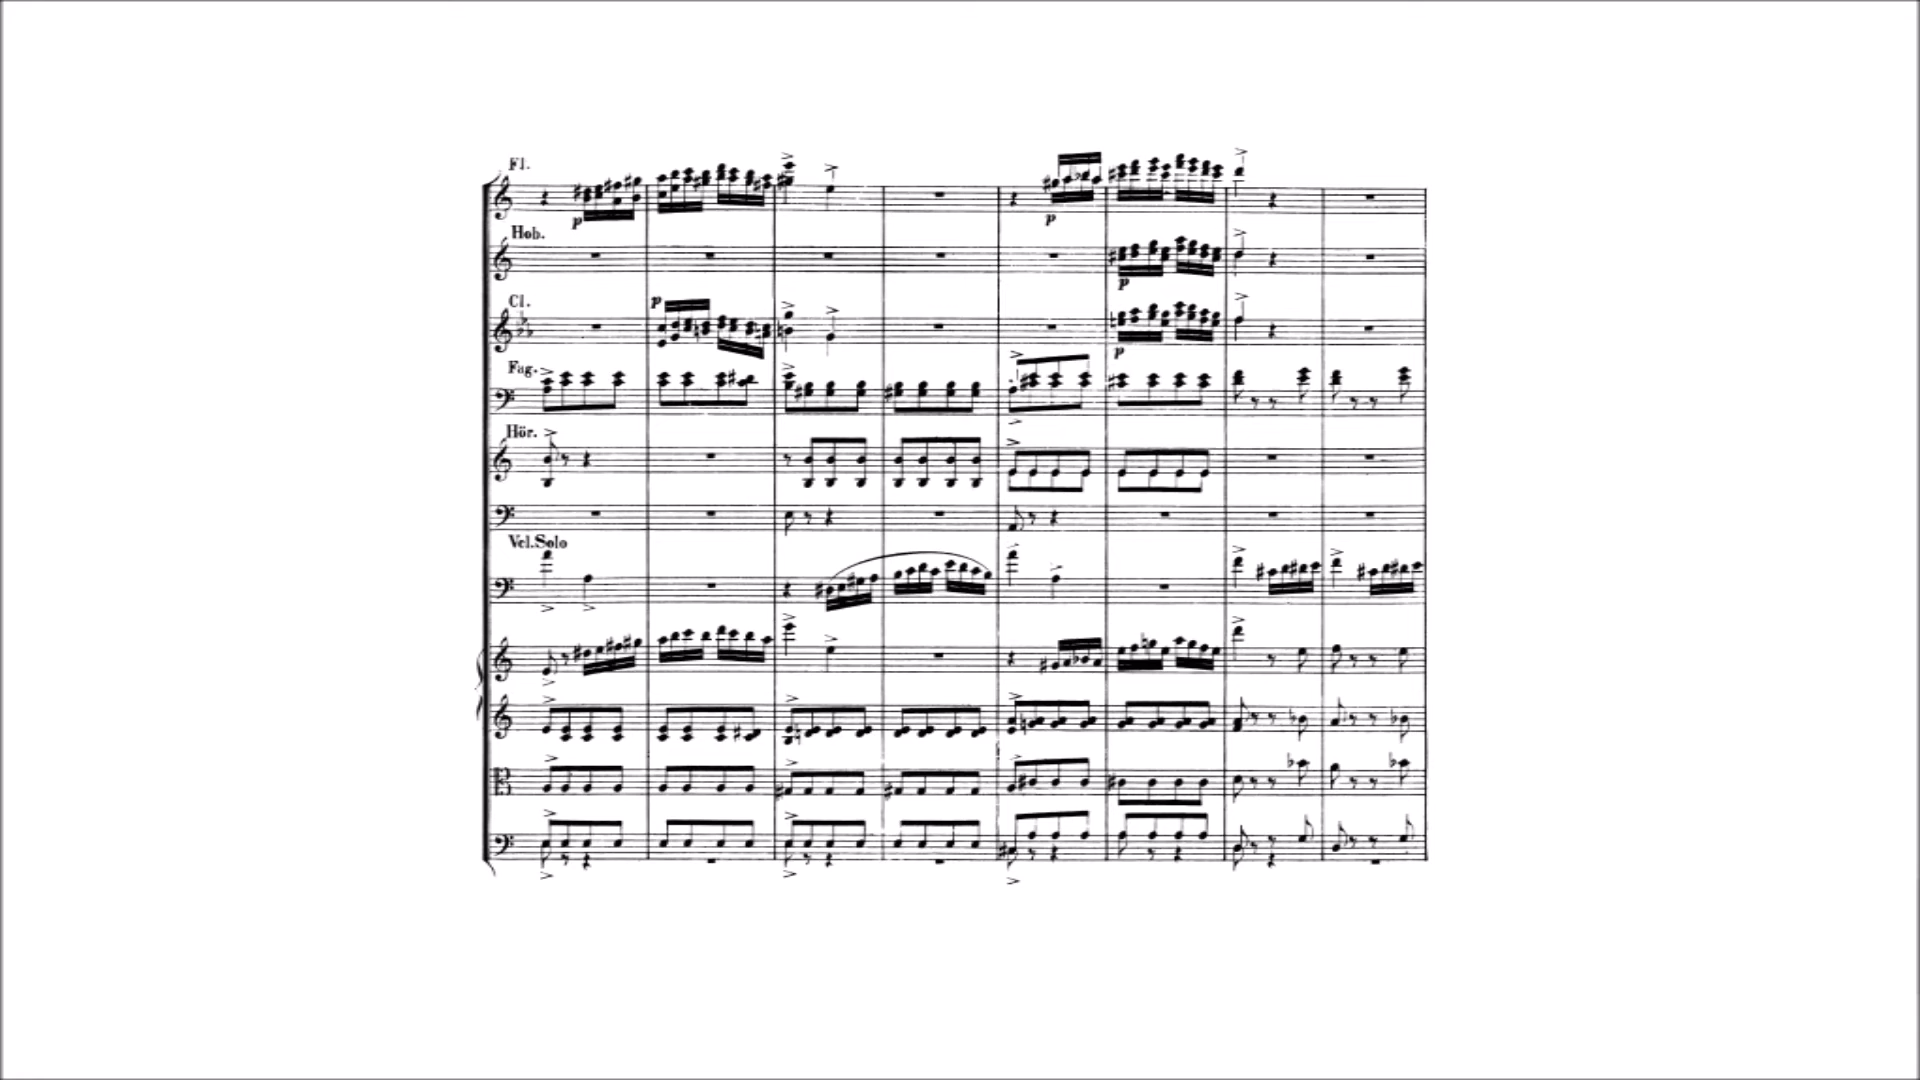 Fl.
p
p
Hob.
p
Cl.
p
p
Fag.
Hör.
Vcl. Solo